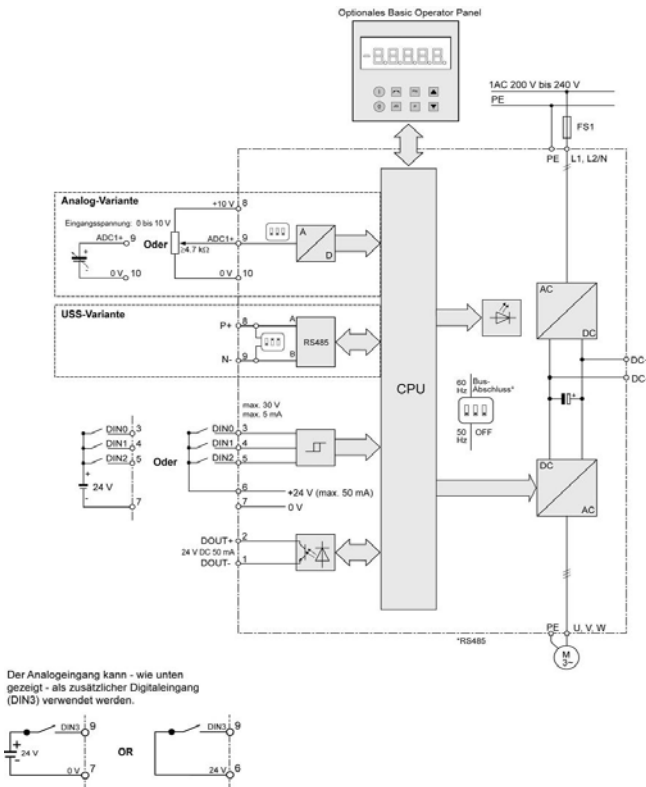 Optionales Basic Operator Panel
1AC 200 V bis 240 V
PE
FS1
PE L1, L2/N
Analog-Variante
Eingangsspannung: 0 bis 10 V
ADC1+ 9
0 V 10
Oder
+10 V 8
≥4.7 kΩ
ADC1+ 9
0 V 10
A
D
USS-Variante
P+ 8 A
N- 9 B
RS485
CPU
AC
DC
DC-
DC
60 Hz Bus-Abschluss*
50 Hz OFF
max. 30 V
max. 5 mA
DIN0 3
DIN1 4
DIN2 5
+
24 V
-
7
Oder
DIN0 3
DIN1 4
DIN2 5
6 +24 V (max. 50 mA)
7 0 V
DC
AC
DOUT+ 2
24 V DC 50 mA
DOUT- 1
*RS485
PE U, V, W
M
3~
Der Analogeingang kann - wie unten
gezeigt - als zusätzlicher Digitaleingang
(DIN3) verwendet werden.
DIN3 9
+
24 V
-
0 V 7
OR
DIN3 9
24 V 6